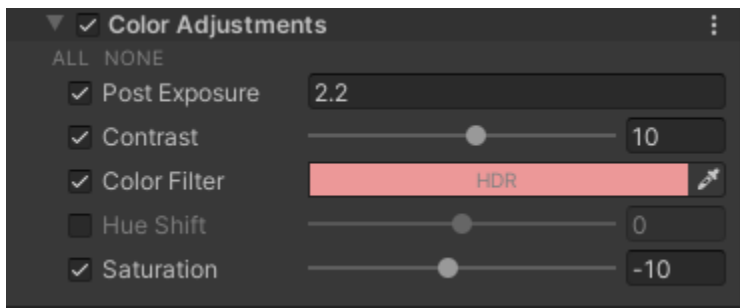 Color Adjustments
ALL NONE
Post Exposure 2.2
Contrast 10
Color Filter HDR
Hue Shift 0
Saturation -10